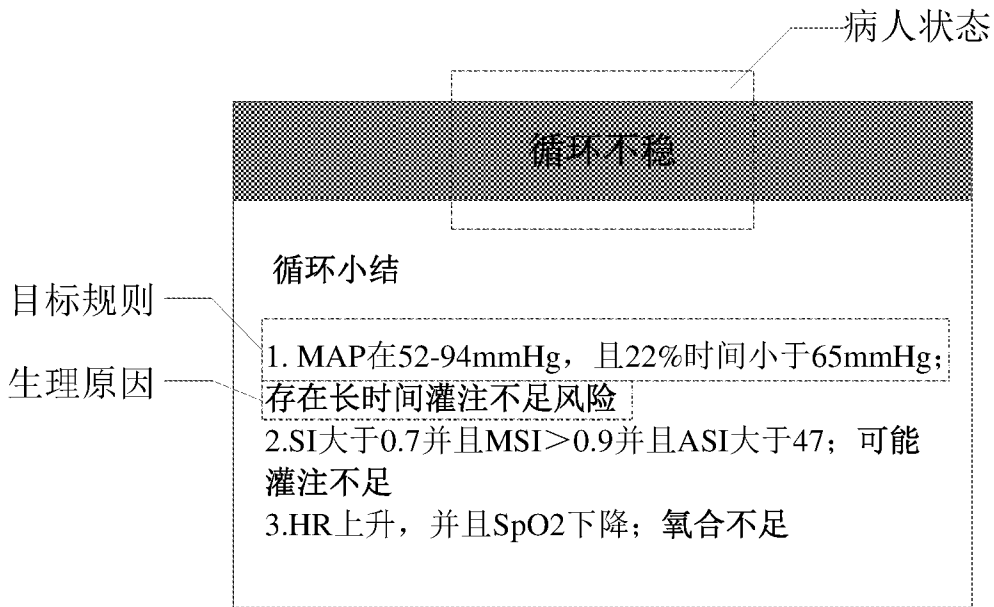 病人状态
循环不稳
循环小结
目标规则
1. MAP在52-94mmHg，且22%时间小于65mmHg；
生理原因
存在长时间灌注不足风险
2.SI大于0.7并且MSI＞0.9并且ASI大于47；可能
灌注不足
3.HR上升，并且SpO2下降；氧合不足